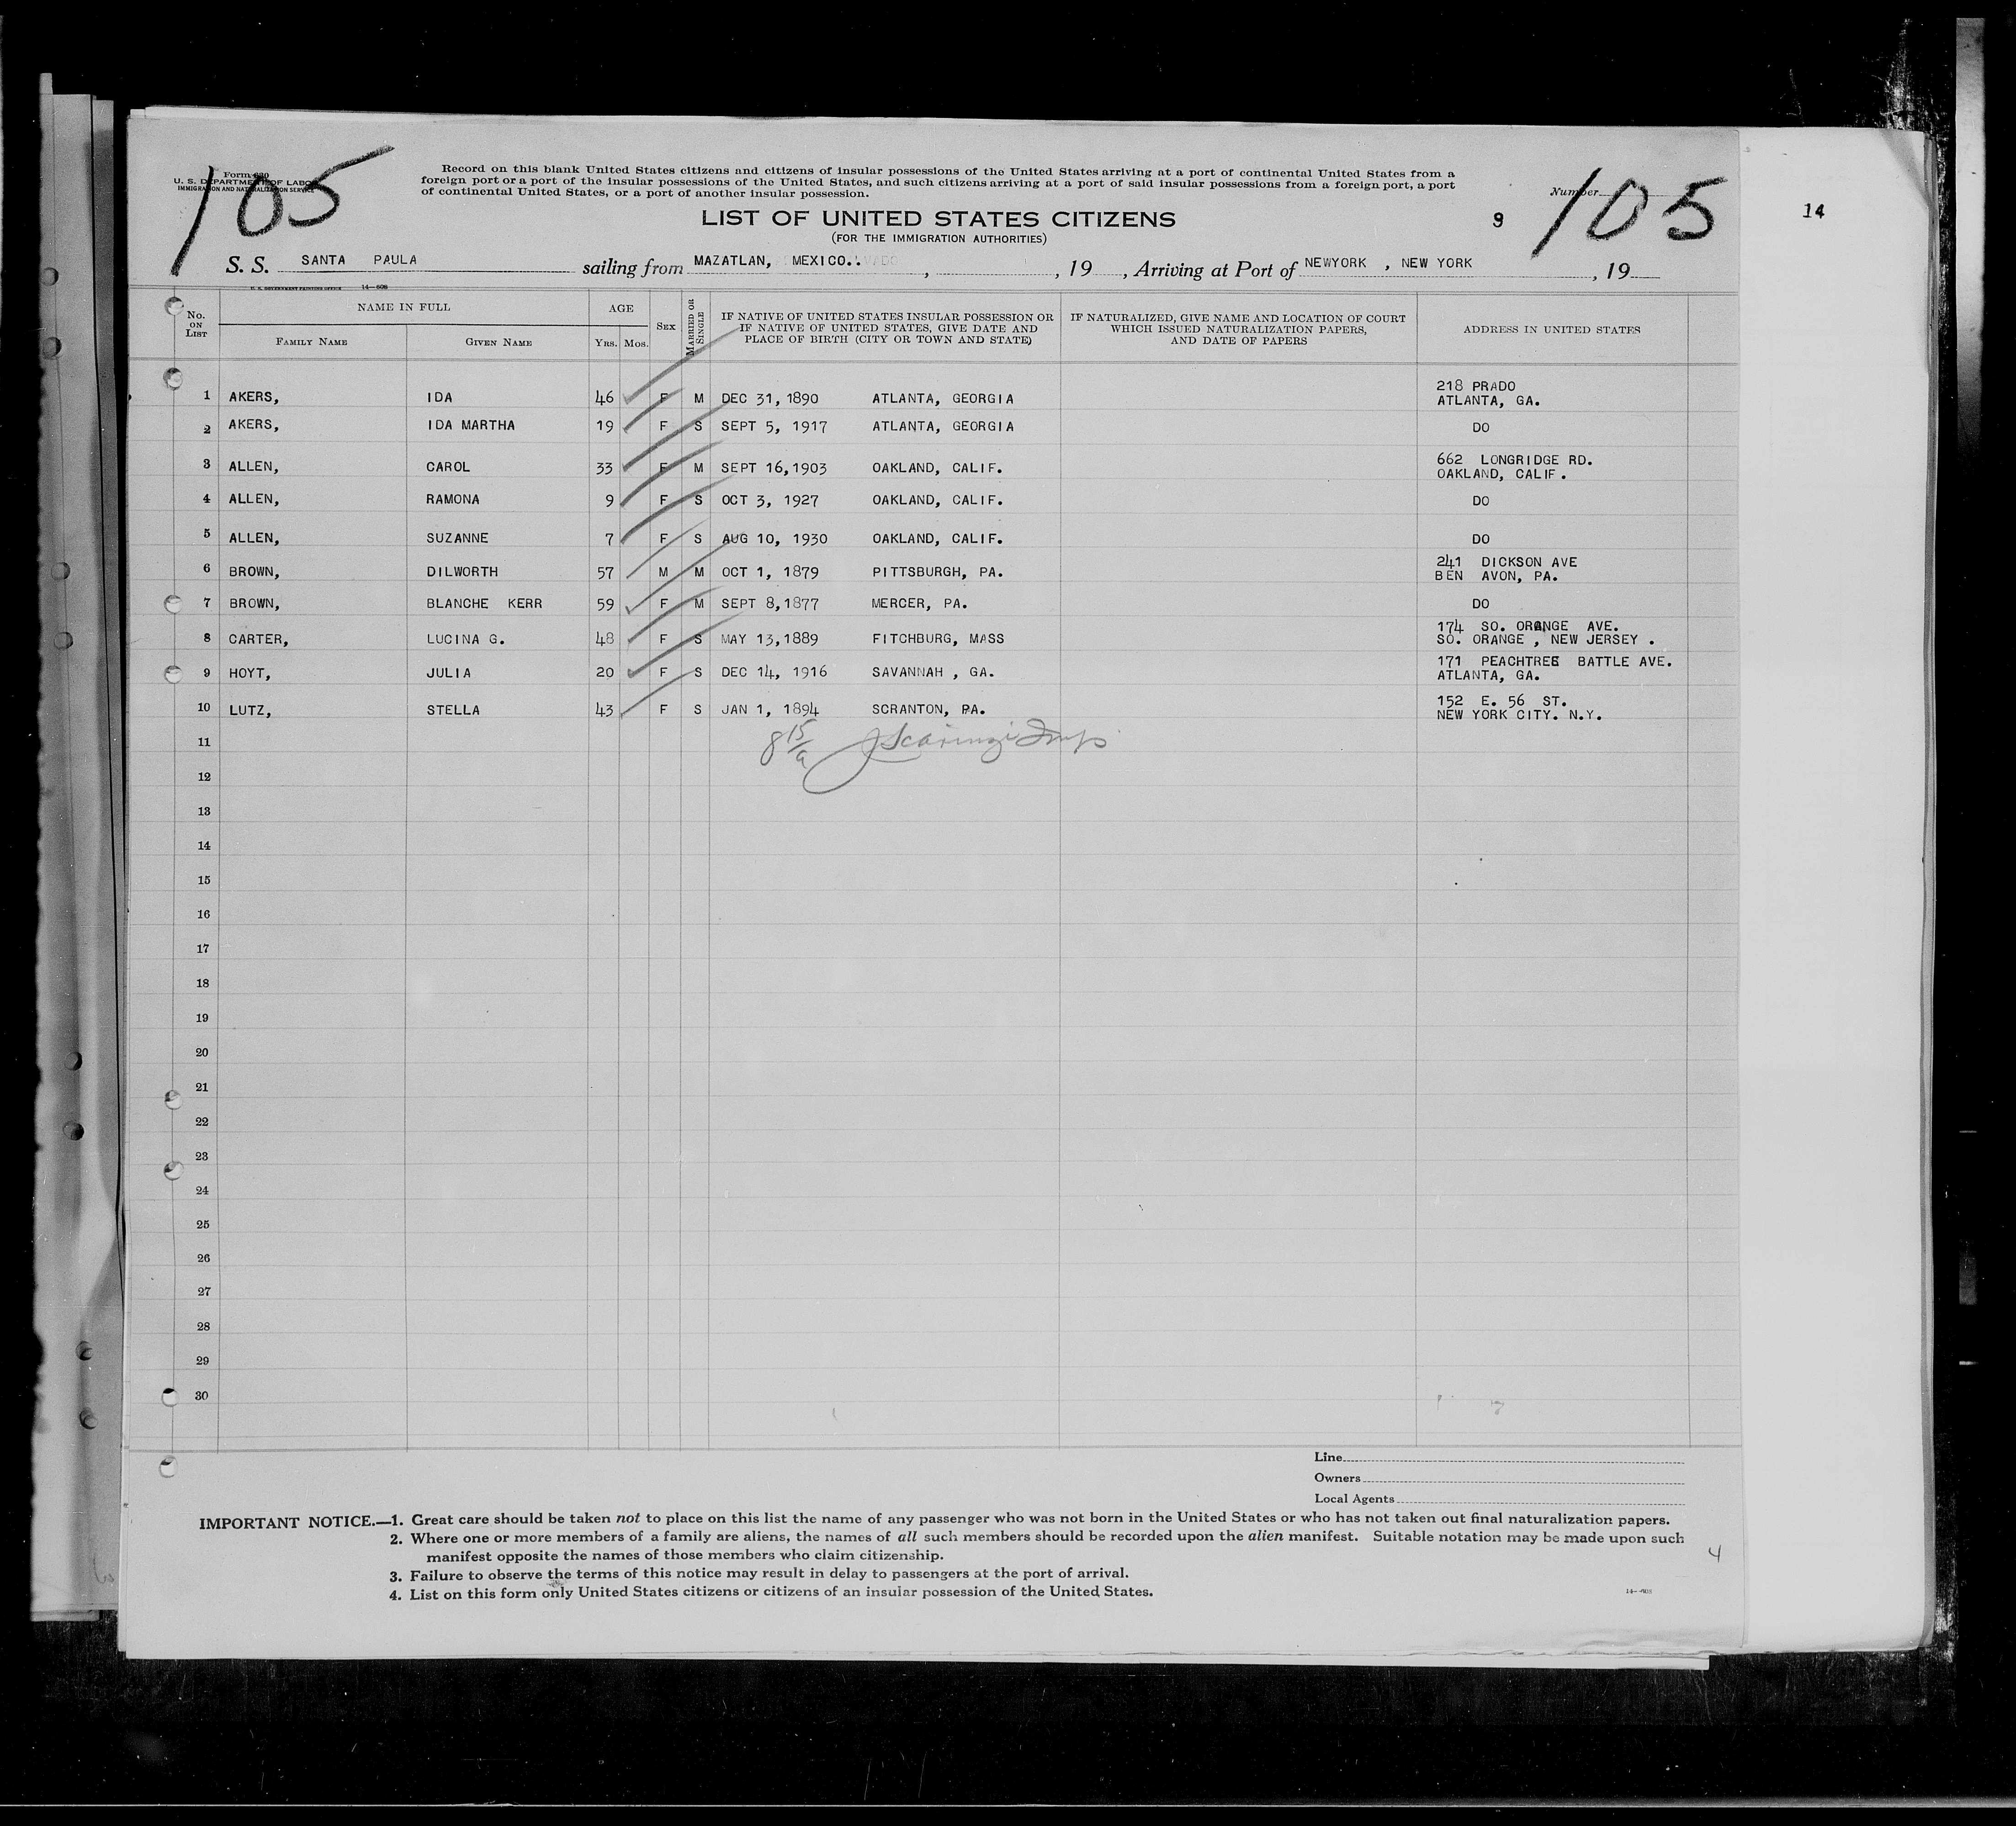 105
Form 630
U. S. DEPARTMENT OF LABOR
IMMIGRATION AND NATURALIZATION SERVICE
Record on this blank United States citizens and citizens of insular possessions of the United States arriving at a port of continental United States from a
foreign port or a port of the insular possessions of the United States, and such citizens arriving at a port of said insular possessions from a foreign port, a port
of continental United States, or a port of another insular possession.
Number
105
14
LIST OF UNITED STATES CITIZENS
9
(FOR THE IMMIGRATION AUTHORITIES)
S. S. SANTA PAULA sailing from MAZATLAN, MEXICO. , , 19 , Arriving at Port of NEWYORK , NEW YORK , 19
U. S. GOVERNMENT PRINTING OFFICE 14—608
No. ON LIST
NAME IN FULL
FAMILY NAME
GIVEN NAME
AGE
YRS. MOS.
SEX
MARRIED OR SINGLE
IF NATIVE OF UNITED STATES INSULAR POSSESSION OR
IF NATIVE OF UNITED STATES, GIVE DATE AND
PLACE OF BIRTH (CITY OR TOWN AND STATE)
IF NATURALIZED, GIVE NAME AND LOCATION OF COURT
WHICH ISSUED NATURALIZATION PAPERS,
AND DATE OF PAPERS
ADDRESS IN UNITED STATES
1 AKERS, IDA 46 F M DEC 31, 1890 ATLANTA, GEORGIA 218 PRADO
ATLANTA, GA.
2 AKERS, IDA MARTHA 19 F S SEPT 5, 1917 ATLANTA, GEORGIA DO
3 ALLEN, CAROL 33 F M SEPT 16,1903 OAKLAND, CALIF. 662 LONGRIDGE RD.
OAKLAND, CALIF.
4 ALLEN, RAMONA 9 F S OCT 3, 1927 OAKLAND, CALIF. DO
5 ALLEN, SUZANNE 7 F S AUG 10, 1930 OAKLAND, CALIF. DO
6 BROWN, DILWORTH 57 M M OCT 1, 1879 PITTSBURGH, PA. 241 DICKSON AVE
BEN AVON, PA.
7 BROWN, BLANCHE KERR 59 F M SEPT 8,1877 MERCER, PA. DO
8 CARTER, LUCINA G. 48 F S MAY 13,1889 FITCHBURG, MASS 174 SO. ORANGE AVE.
SO. ORANGE , NEW JERSEY .
9 HOYT, JULIA 20 F S DEC 14, 1916 SAVANNAH , GA. 171 PEACHTREE BATTLE AVE.
ATLANTA, GA.
10 LUTZ, STELLA 43 F S JAN 1, 1894 SCRANTON, PA. 152 E. 56 ST.
NEW YORK CITY. N.Y.
11
12
13
14
15
16
17
18
19
20
21
22
23
24
25
26
27
28
29
30
Line
Owners
Local Agents
IMPORTANT NOTICE.—1. Great care should be taken not to place on this list the name of any passenger who was not born in the United States or who has not taken out final naturalization papers.
2. Where one or more members of a family are aliens, the names of all such members should be recorded upon the alien manifest. Suitable notation may be made upon such
manifest opposite the names of those members who claim citizenship.
3. Failure to observe the terms of this notice may result in delay to passengers at the port of arrival.
4. List on this form only United States citizens or citizens of an insular possession of the United States.
4